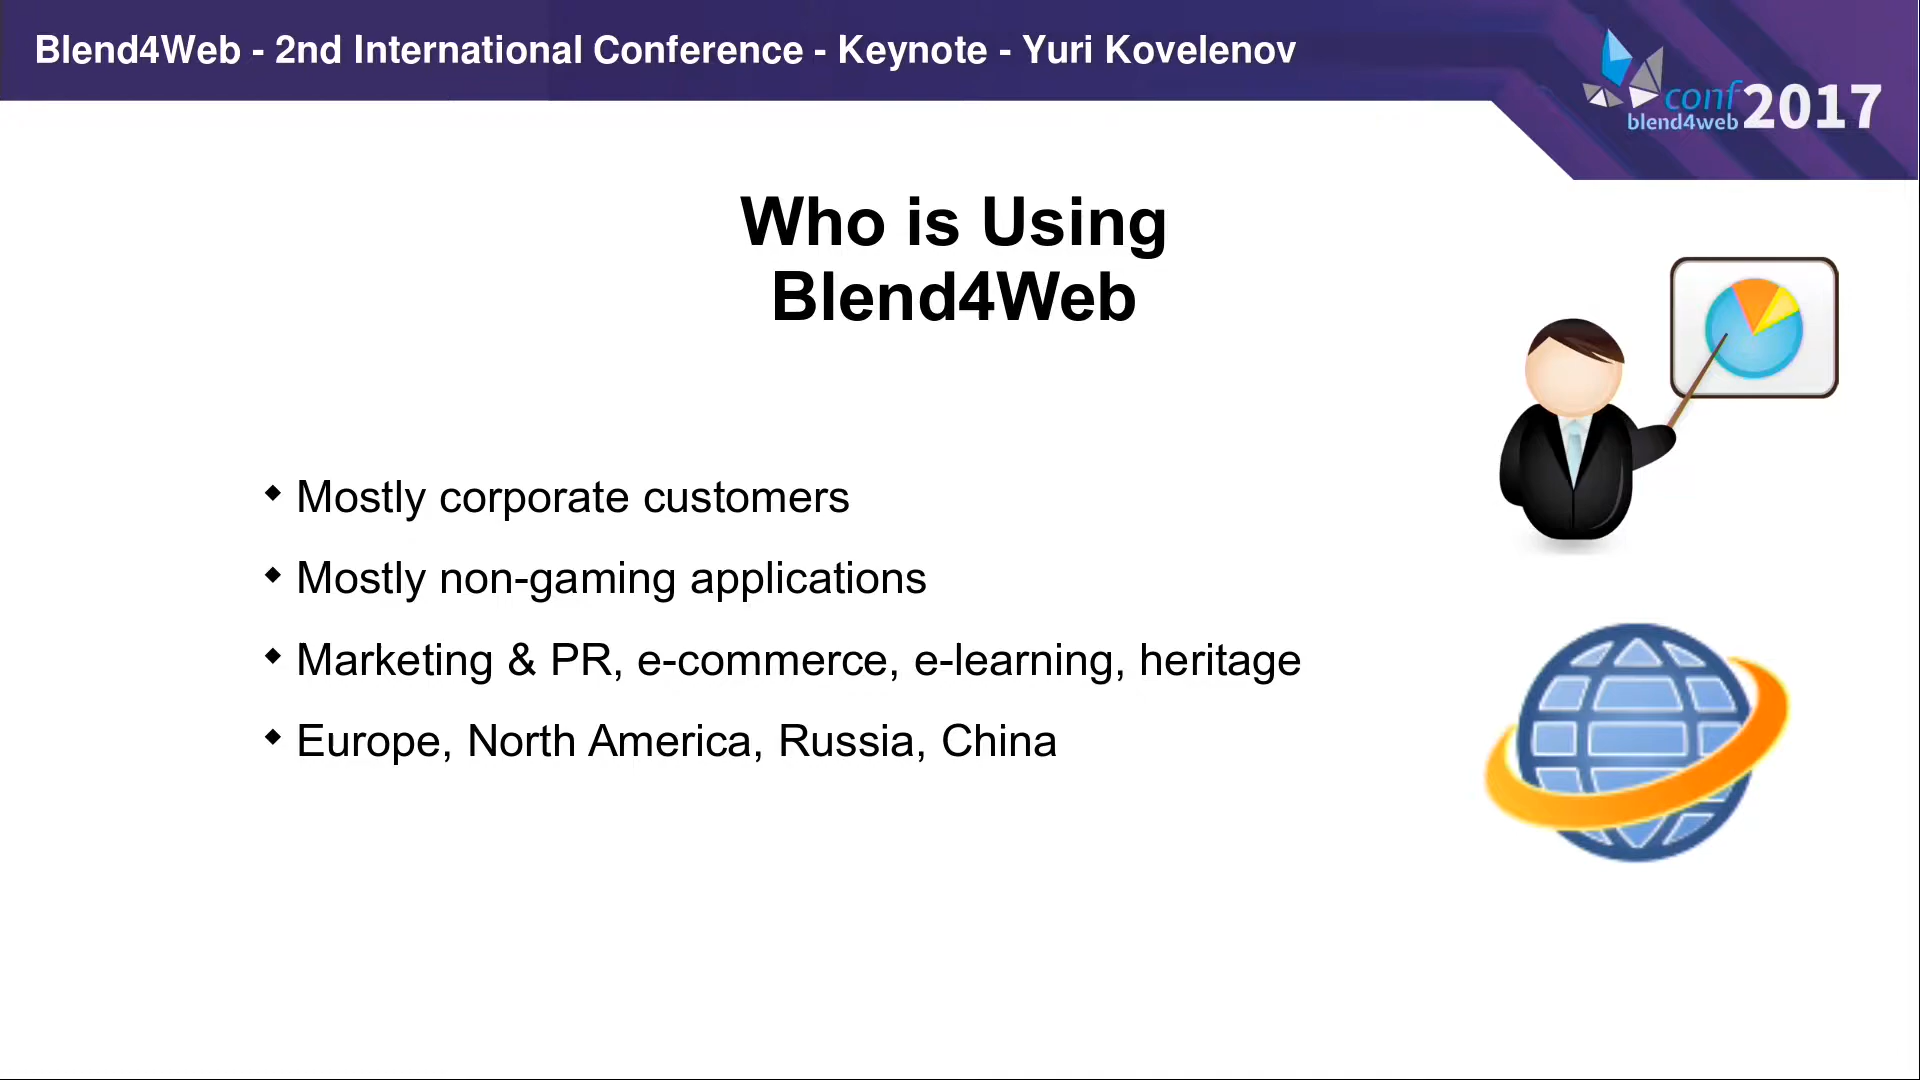 Blend4Web - 2nd International Conference - Keynote - Yuri Kovelenov
conf
blend4web 2017
Who is Using
Blend4Web
Mostly corporate customers
Mostly non-gaming applications
Marketing & PR, e-commerce, e-learning, heritage
Europe, North America, Russia, China